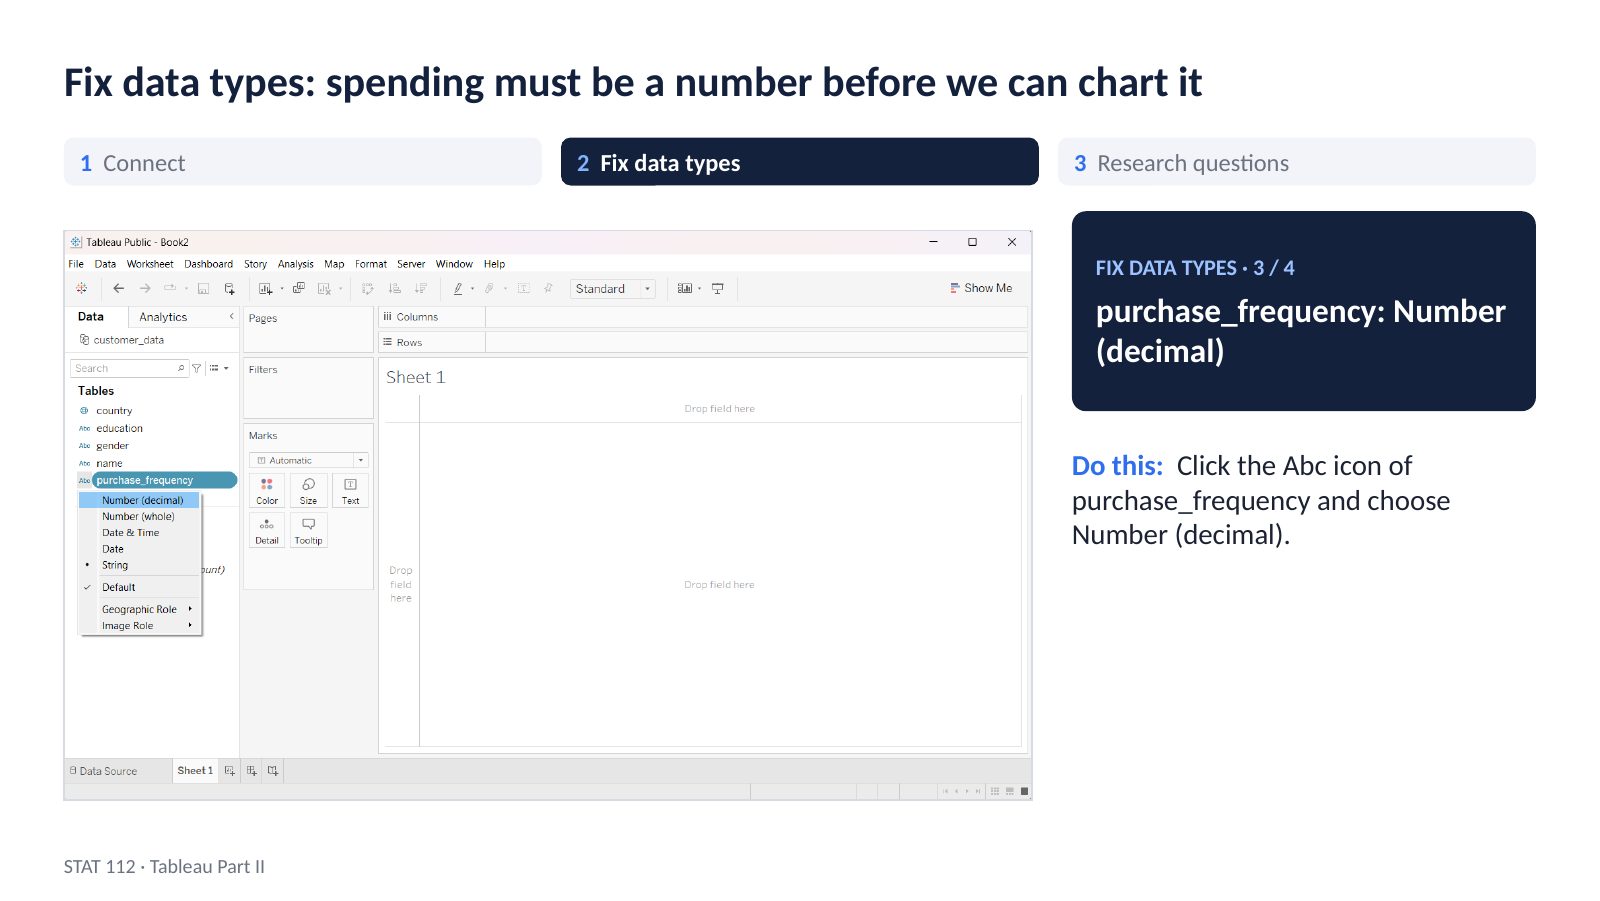 Fix data types: spending must be a number before we can chart it
1 Connect
2 Fix data types
3 Research questions
Tableau Public - Book2
File Data Worksheet Dashboard Story Analysis Map Format Server Window Help
Standard
Show Me
Data Analytics
customer_data
Search
Tables
country
Abc education
Abc gender
Abc name
Abc purchase_frequency
Number (decimal)
Number (whole)
Date & Time
Date
String
Default
Geographic Role
Image Role
ount)
Pages
Filters
Marks
Automatic
Color Size Text
Detail Tooltip
Columns
Rows
Sheet 1
Drop field here
Drop
field
here
Drop field here
Data Source Sheet 1
FIX DATA TYPES · 3 / 4
purchase_frequency: Number
(decimal)
Do this: Click the Abc icon of
purchase_frequency and choose
Number (decimal).
STAT 112 · Tableau Part II